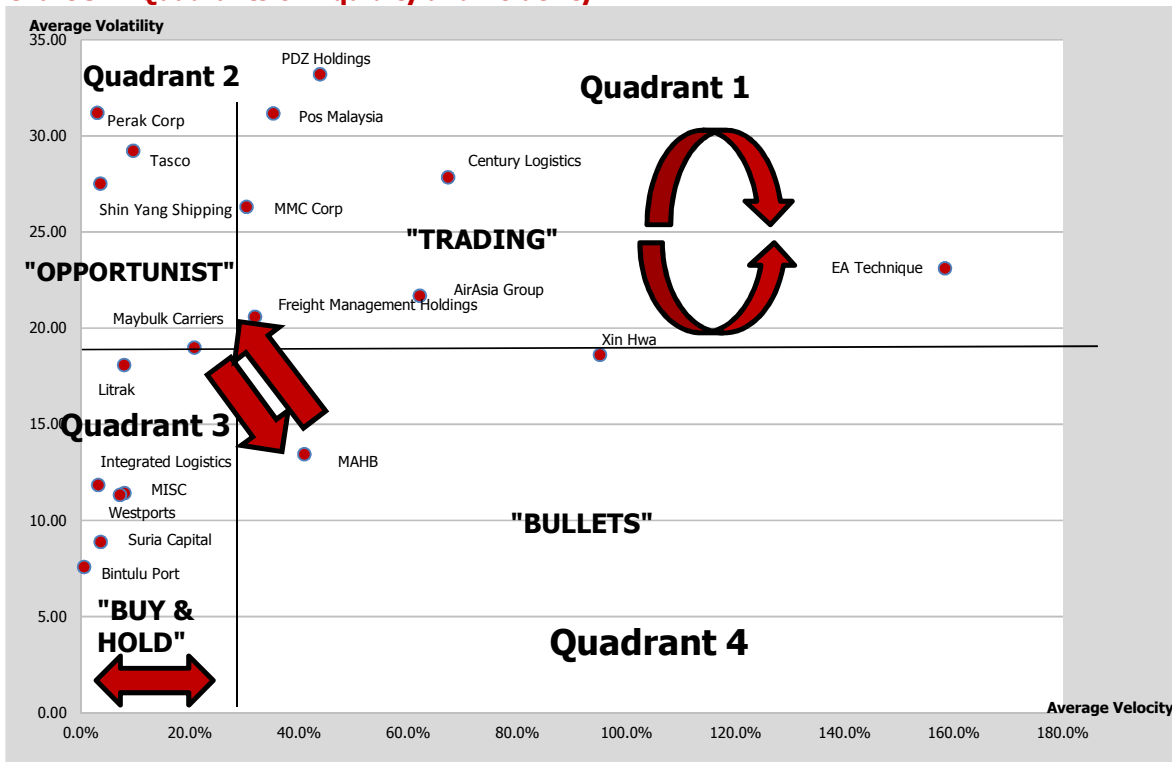 Average Volatility
35.00
30.00
25.00
20.00
15.00
10.00
5.00
0.00
Quadrant 2
Quadrant 1
PDZ Holdings
Perak Corp
Pos Malaysia
Tasco
Century Logistics
Shin Yang Shipping
MMC Corp
"TRADING"
"OPPORTUNIST"
EA Technique
AirAsia Group
Freight Management Holdings
Maybulk Carriers
Xin Hwa
Litrak
Quadrant 3
Integrated Logistics
MAHB
MISC
Westports
"BULLETS"
Suria Capital
Bintulu Port
"BUY &
HOLD"
Quadrant 4
Average Velocity
0.0% 20.0% 40.0% 60.0% 80.0% 100.0% 120.0% 140.0% 160.0% 180.0%